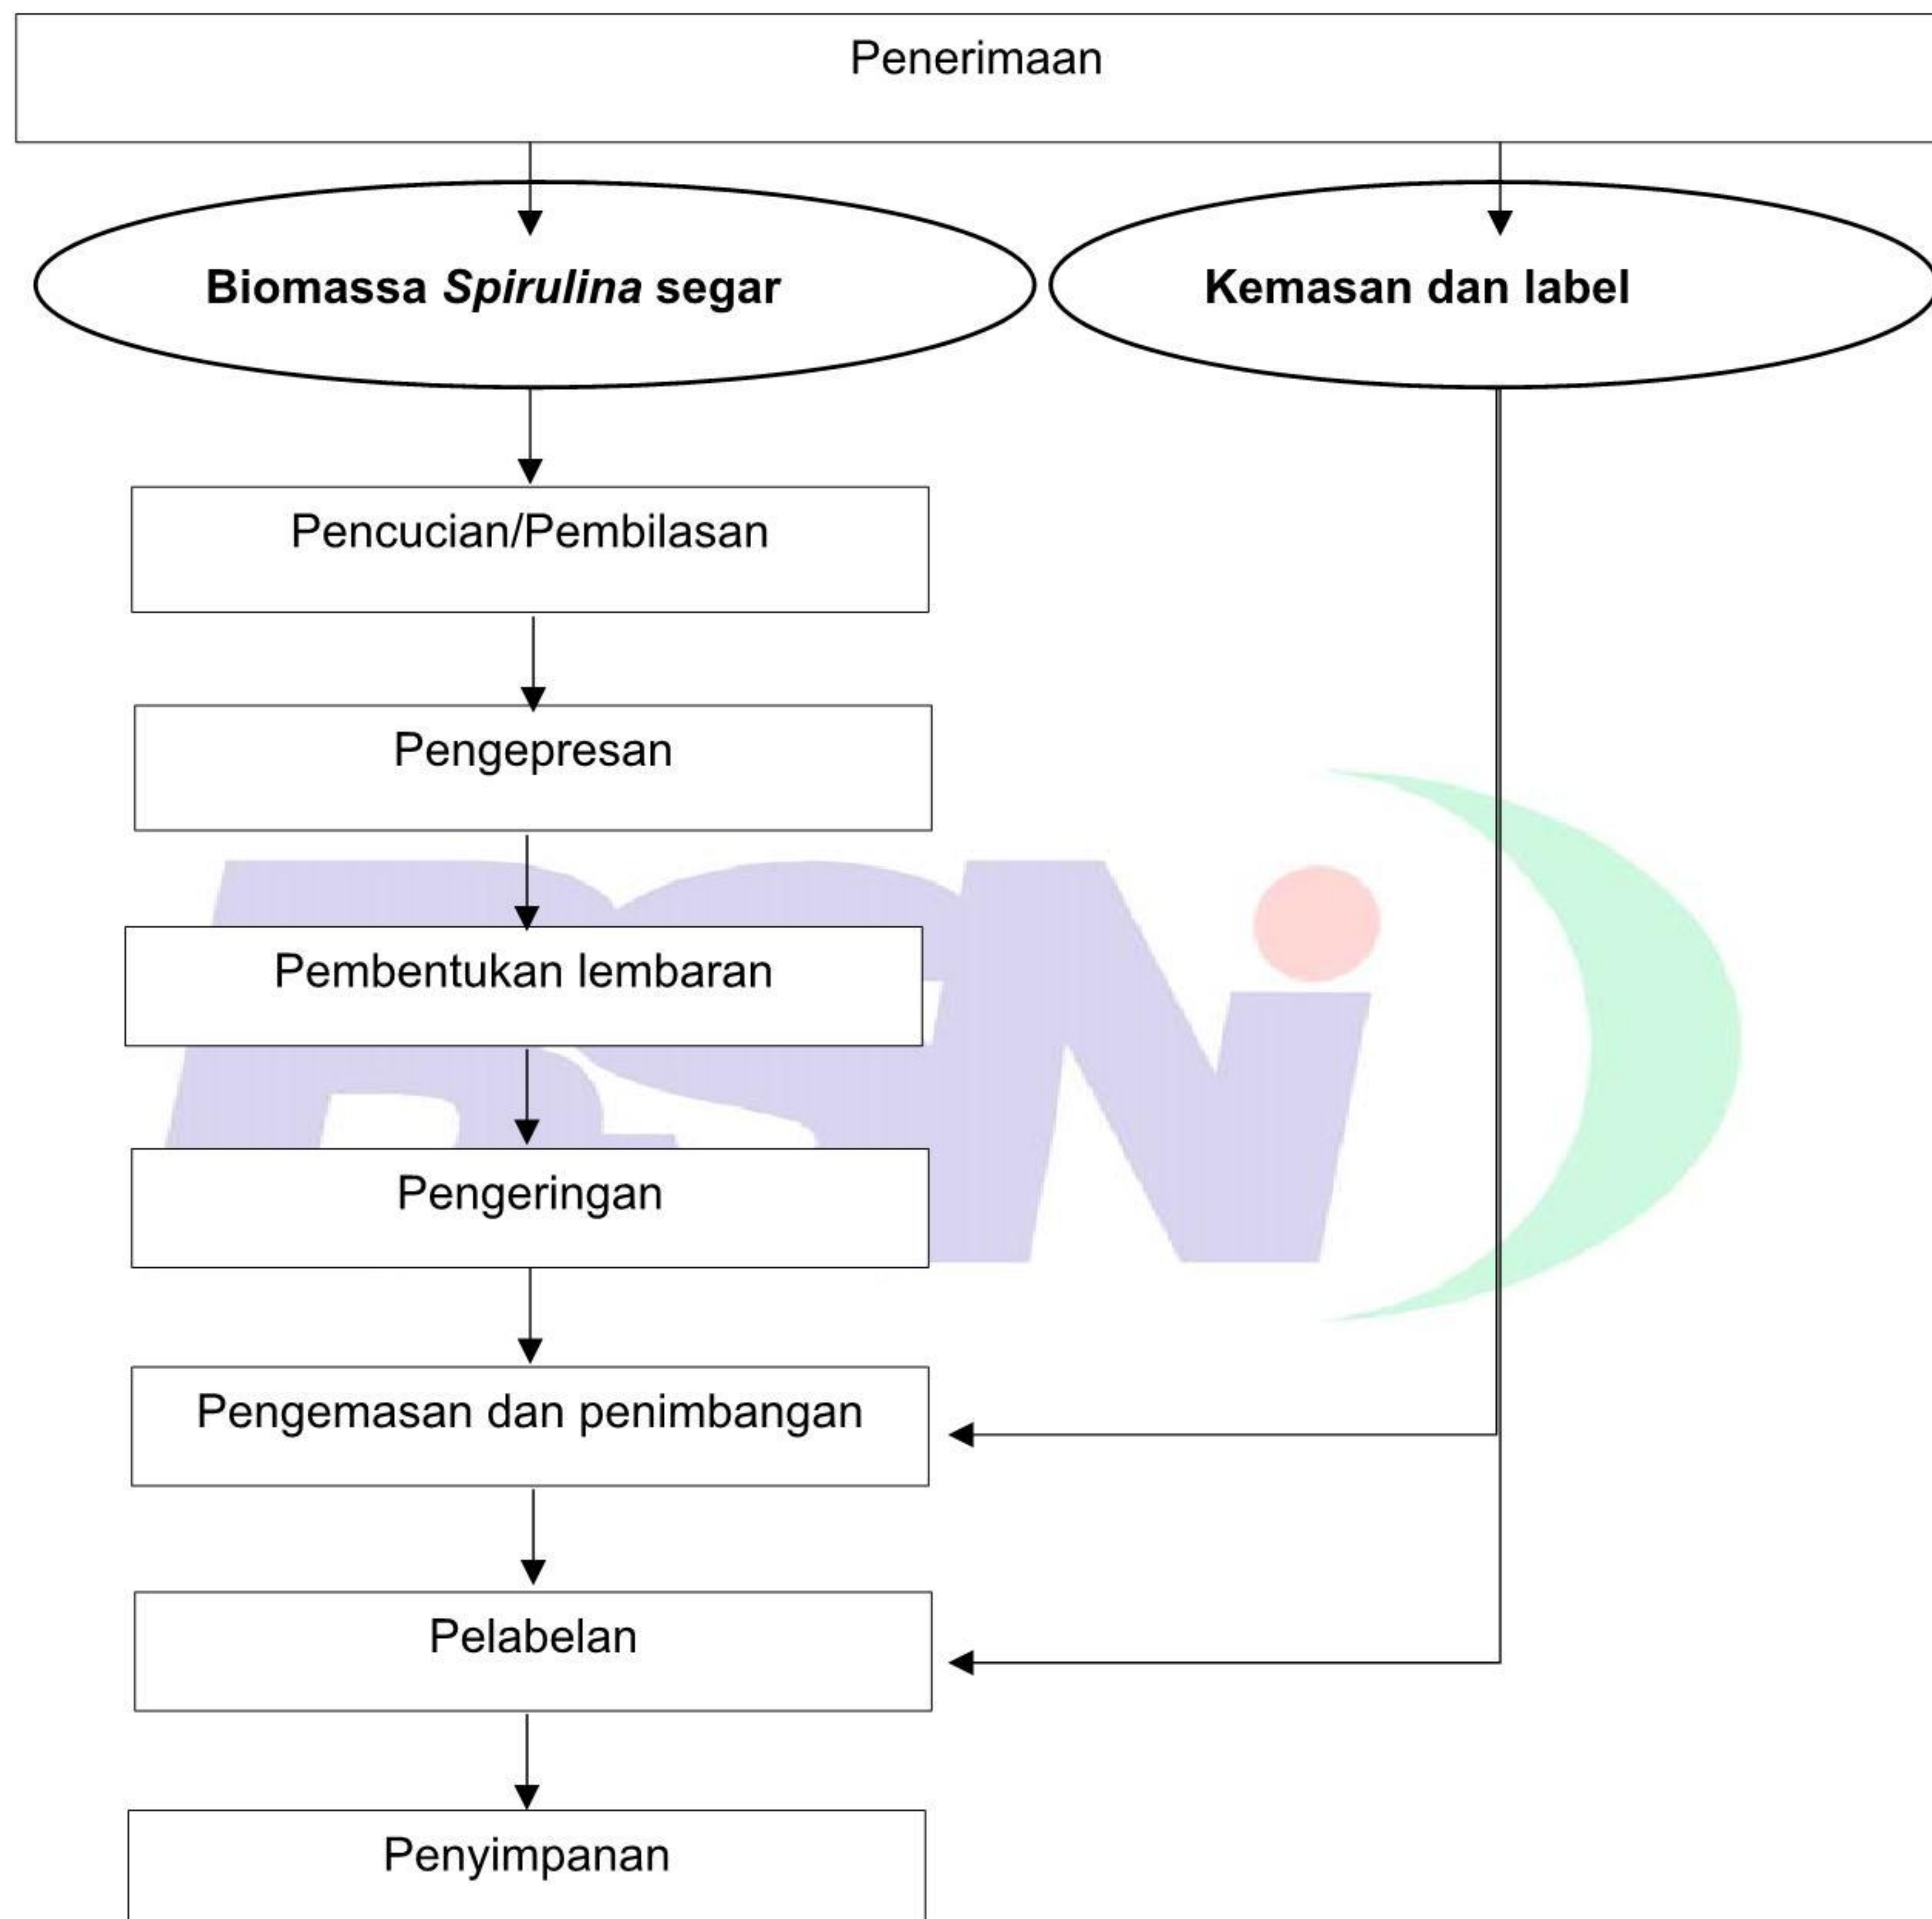 Penerimaan
Biomassa Spirulina segar
Kemasan dan label
Pencucian/Pembilasan
Pengepresan
Pembentukan lembaran
Pengeringan
Pengemasan dan penimbangan
Pelabelan
Penyimpanan